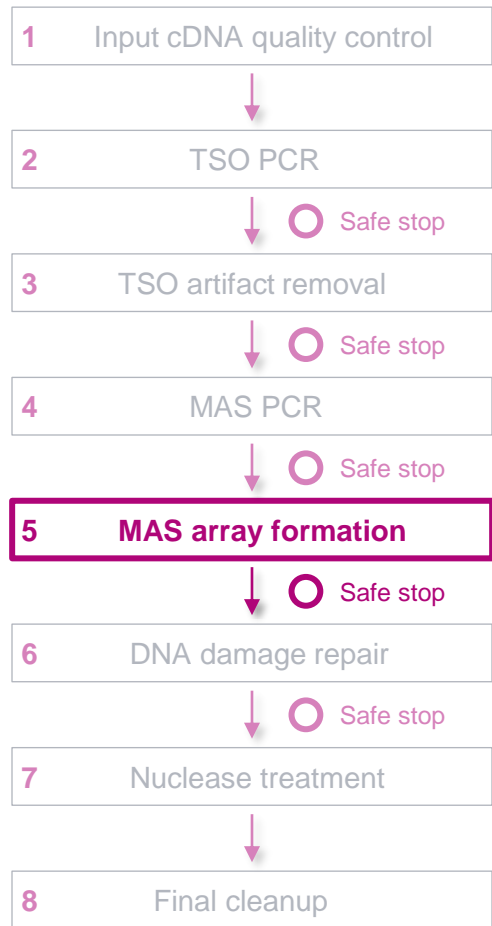 1 Input cDNA quality control
2 TSO PCR
Safe stop
3 TSO artifact removal
Safe stop
4 MAS PCR
Safe stop
5 MAS array formation
Safe stop
6 DNA damage repair
Safe stop
7 Nuclease treatment
8 Final cleanup